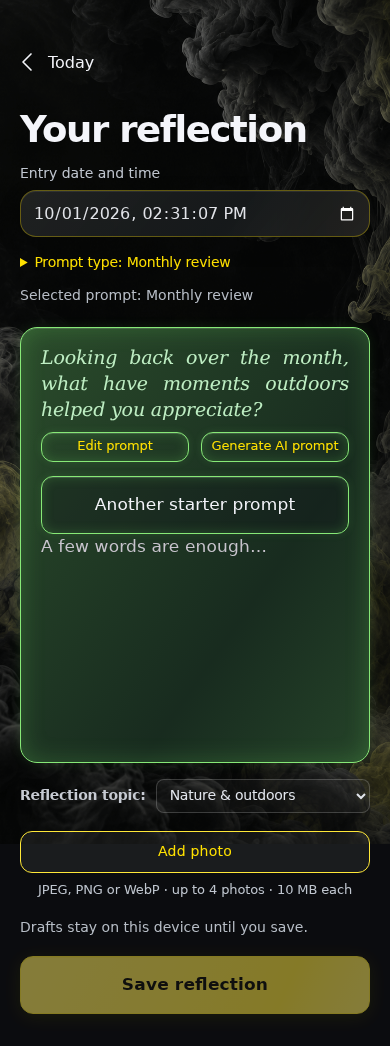 Today
Your reflection
Entry date and time
10/01/2026, 02:31:07 PM
Prompt type: Monthly review
Selected prompt: Monthly review
Looking back over the month,
what have moments outdoors
helped you appreciate?
Edit prompt
Generate AI prompt
Another starter prompt
A few words are enough...
Reflection topic:
Nature & outdoors
Add photo
JPEG, PNG or WebP · up to 4 photos · 10 MB each
Drafts stay on this device until you save.
Save reflection